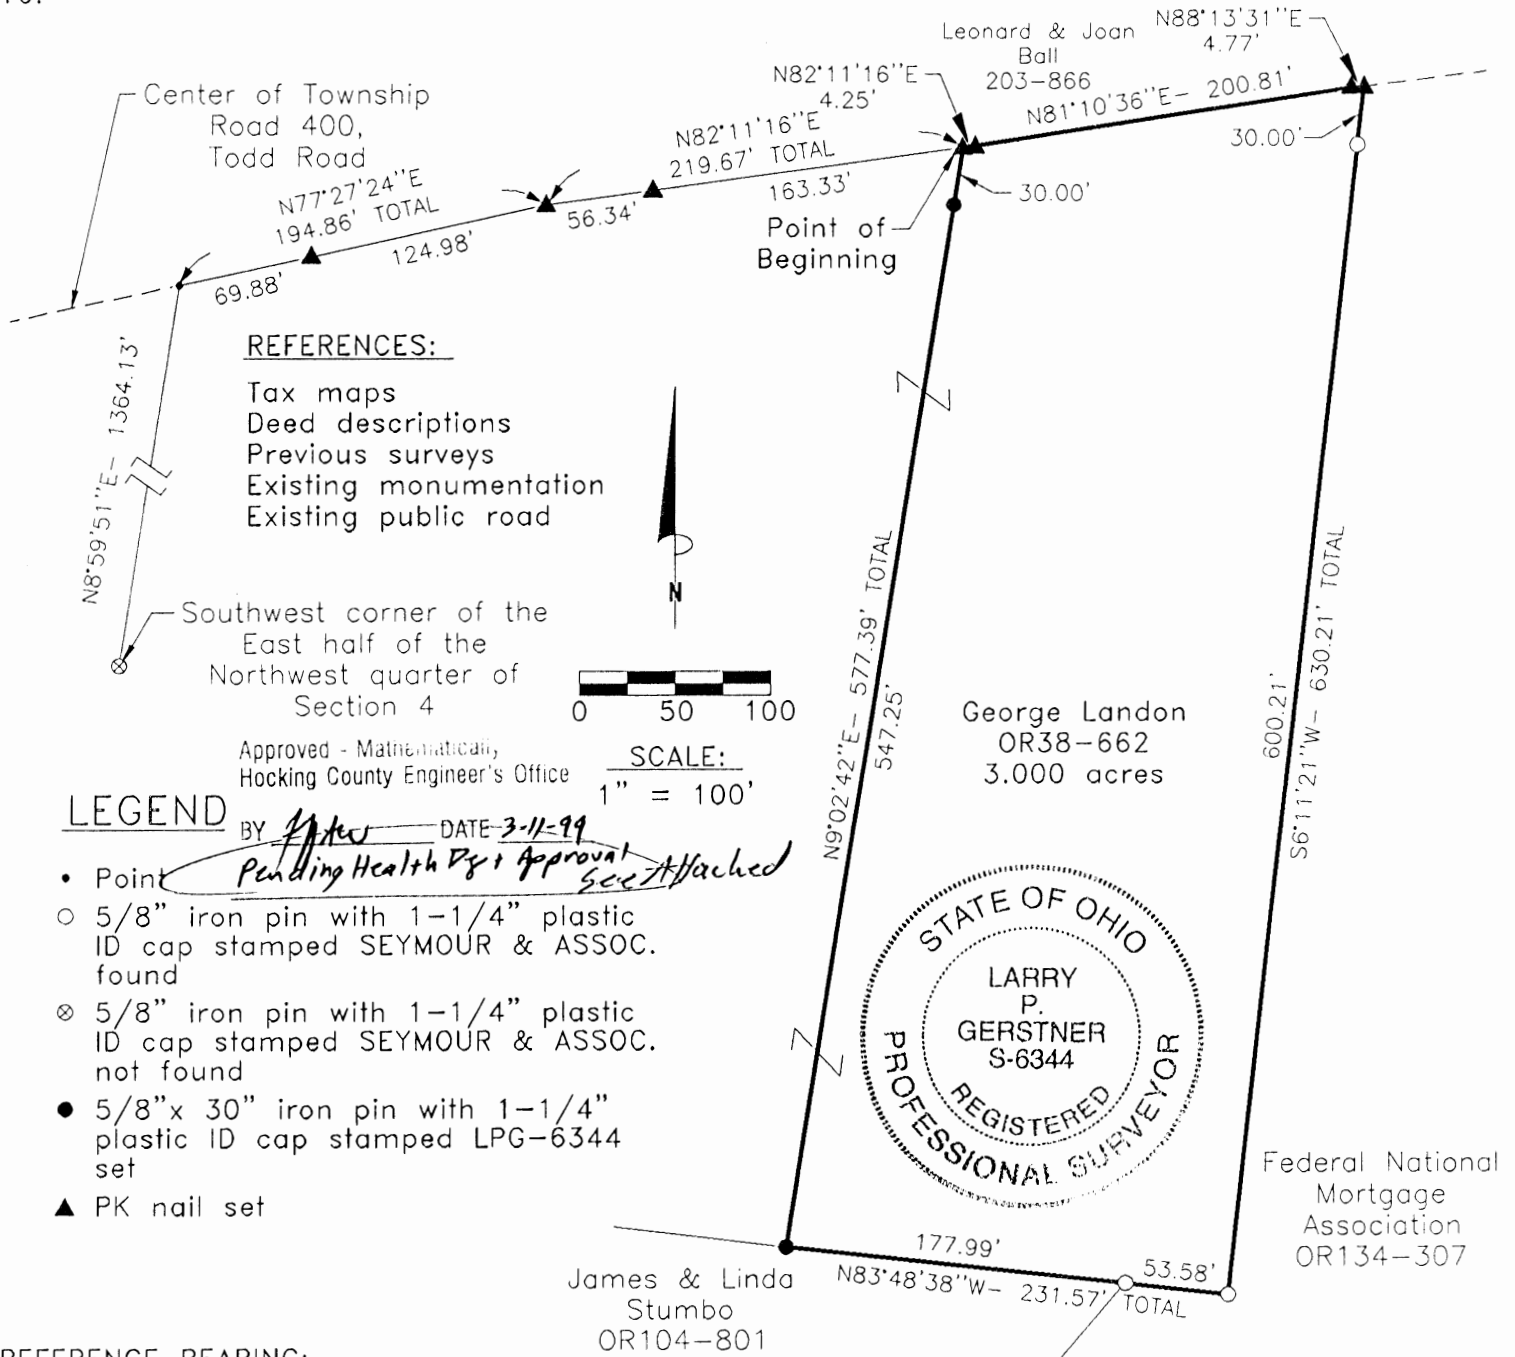 N88°13'31"E
4.77'
Leonard & Joan
Ball
203-866
N82°11'16"E
4.25'
N81°10'36"E- 200.81'
30.00'
Center of Township
Road 400,
Todd Road
N82°11'16"E
219.67' TOTAL
163.33'
30.00'
N77°27'24"E
194.86' TOTAL
124.98'
56.34'
69.88'
Point of
Beginning
N8°59'51"E- 1364.13'
REFERENCES:
Tax maps
Deed descriptions
Previous surveys
Existing monumentation
Existing public road
N
Southwest corner of the
East half of the
Northwest quarter of
Section 4
0 50 100
SCALE:
1" = 100'
Approved - Mathematically
Hocking County Engineer's Office
BY DATE 3-11-99
Pending Health Dept Approval
See Attached
N9°02'42"E- 577.39' TOTAL
547.25'
George Landon
OR38-662
3.000 acres
600.21'
S6°11'21"W- 630.21' TOTAL
LEGEND
Point
5/8" iron pin with 1-1/4" plastic
ID cap stamped SEYMOUR & ASSOC.
found
5/8" iron pin with 1-1/4" plastic
ID cap stamped SEYMOUR & ASSOC.
not found
5/8"x 30" iron pin with 1-1/4"
plastic ID cap stamped LPG-6344
set
PK nail set
STATE OF OHIO
LARRY
P.
GERSTNER
S-6344
REGISTERED
PROFESSIONAL SURVEYOR
Federal National
Mortgage
Association
OR134-307
177.99'
53.58'
N83°48'38"W- 231.57' TOTAL
James & Linda
Stumbo
OR104-801
REFERENCE BEARING: